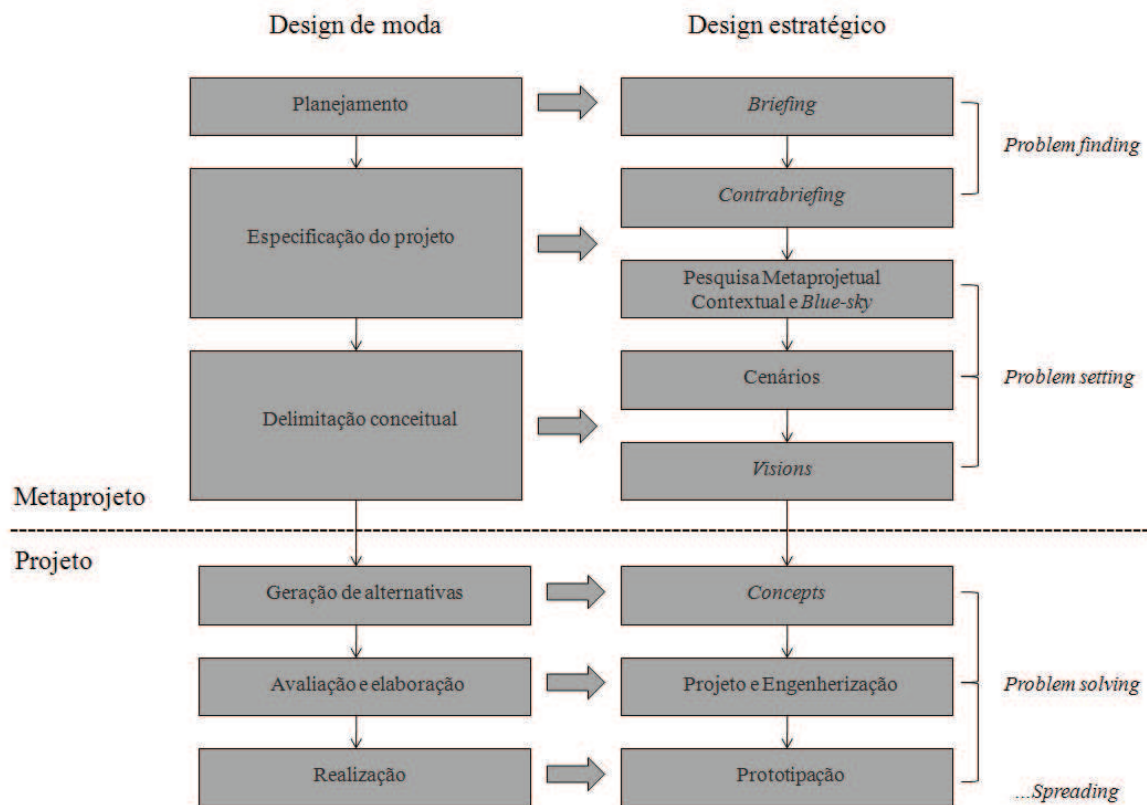 Design de moda
Design estratégico
Planejamento
Briefing
Problem finding
Contrabriefing
Especificação do projeto
Pesquisa Metaprojetual
Contextual e Blue-sky
Cenários
Problem setting
Delimitação conceitual
Visions
Metaprojeto
Projeto
Geração de alternativas
Concepts
Avaliação e elaboração
Projeto e Engenherização
Problem solving
Realização
Prototipação
...Spreading